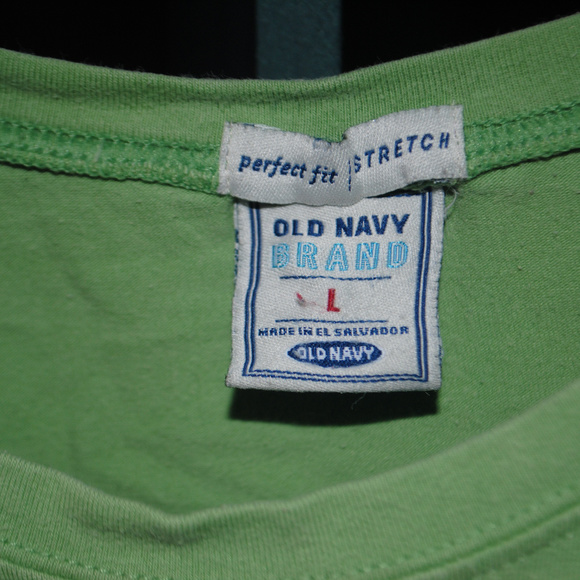 perfect fit | STRETCH
OLD NAVY
BRAND
L
MADE IN EL SALVADOR
OLD NAVY